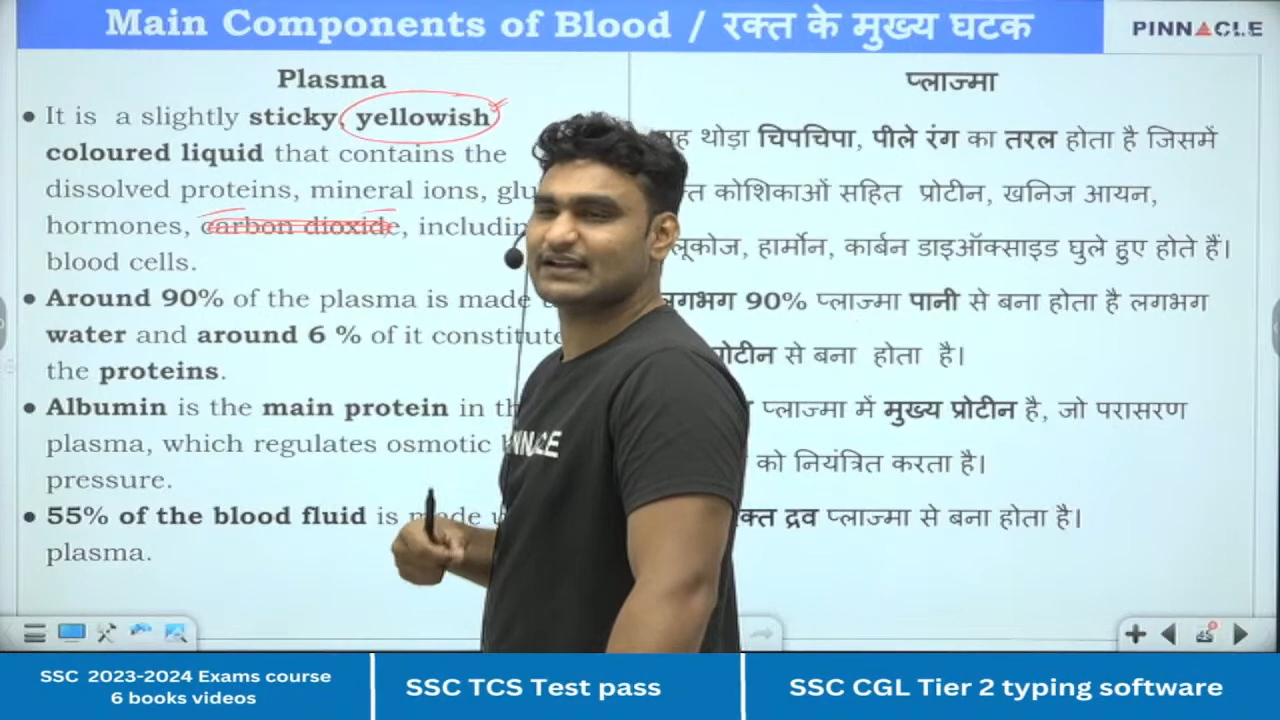 Main Components of Blood / रक्त के मुख्य घटक
PINNACLE
Plasma
• It is a slightly sticky, yellowish
coloured liquid that contains the
dissolved proteins, mineral ions, glu
hormones, carbon dioxide, includin
blood cells.
• Around 90% of the plasma is made
water and around 6 % of it constitute
the proteins.
• Albumin is the main protein in th
plasma, which regulates osmotic
pressure.
• 55% of the blood fluid is made u
plasma.
प्लाज्मा
थोड़ा चिपचिपा, पीले रंग का तरल होता है जिसमें
कोशिकाओं सहित प्रोटीन, खनिज आयन,
लूकोज, हार्मोन, कार्बन डाइऑक्साइड घुले हुए होते हैं।
लगभग 90% प्लाज्मा पानी से बना होता है लगभग
प्रोटीन से बना होता है।
प्लाज्मा में मुख्य प्रोटीन है, जो परासरण
को नियंत्रित करता है।
रक्त द्रव प्लाज्मा से बना होता है।
NNACLE
SSC 2023-2024 Exams course
6 books videos
SSC TCS Test pass
SSC CGL Tier 2 typing software